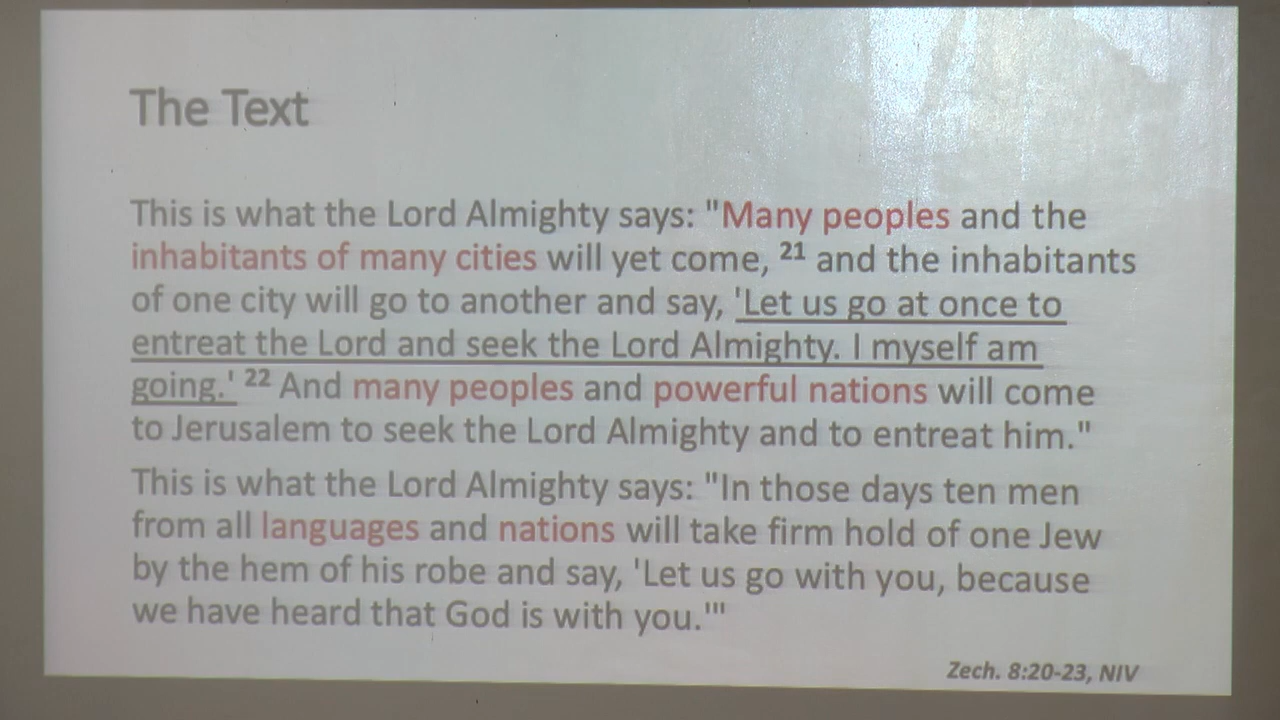 The Text
This is what the Lord Almighty says: "Many peoples and the
inhabitants of many cities will yet come, 21 and the inhabitants
of one city will go to another and say, 'Let us go at once to
entreat the Lord and seek the Lord Almighty. I myself am
going.' 22 And many peoples and powerful nations will come
to Jerusalem to seek the Lord Almighty and to entreat him."
This is what the Lord Almighty says: "In those days ten men
from all languages and nations will take firm hold of one Jew
by the hem of his robe and say, 'Let us go with you, because
we have heard that God is with you.'"
Zech. 8:20-23, NIV